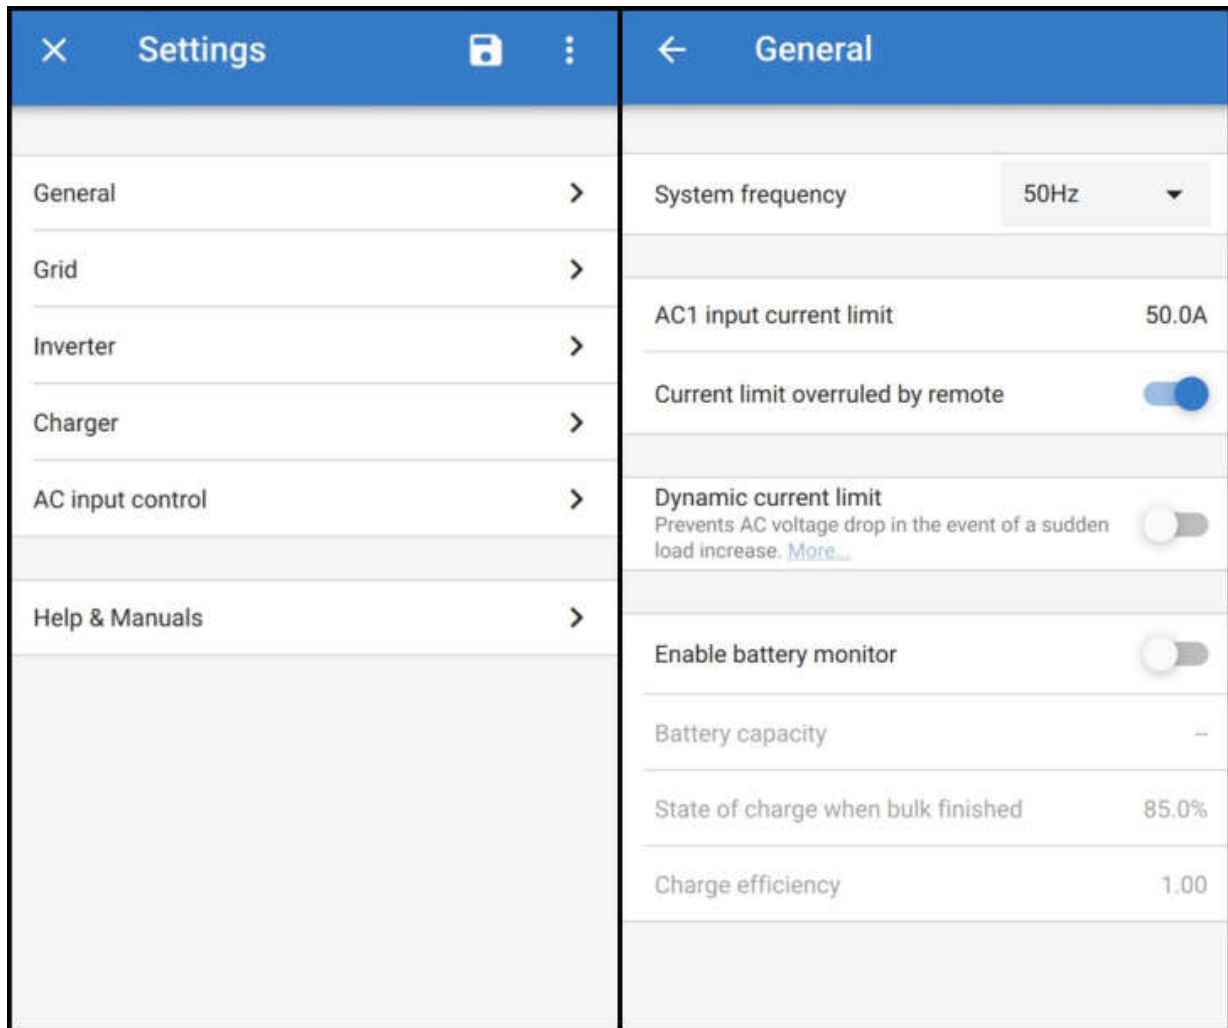 Settings
General
Grid
Inverter
Charger
AC input control
Help & Manuals
General
System frequency 50Hz
AC1 input current limit 50.0A
Current limit overruled by remote
Dynamic current limit
Prevents AC voltage drop in the event of a sudden
load increase. More...
Enable battery monitor
Battery capacity --
State of charge when bulk finished 85.0%
Charge efficiency 1.00